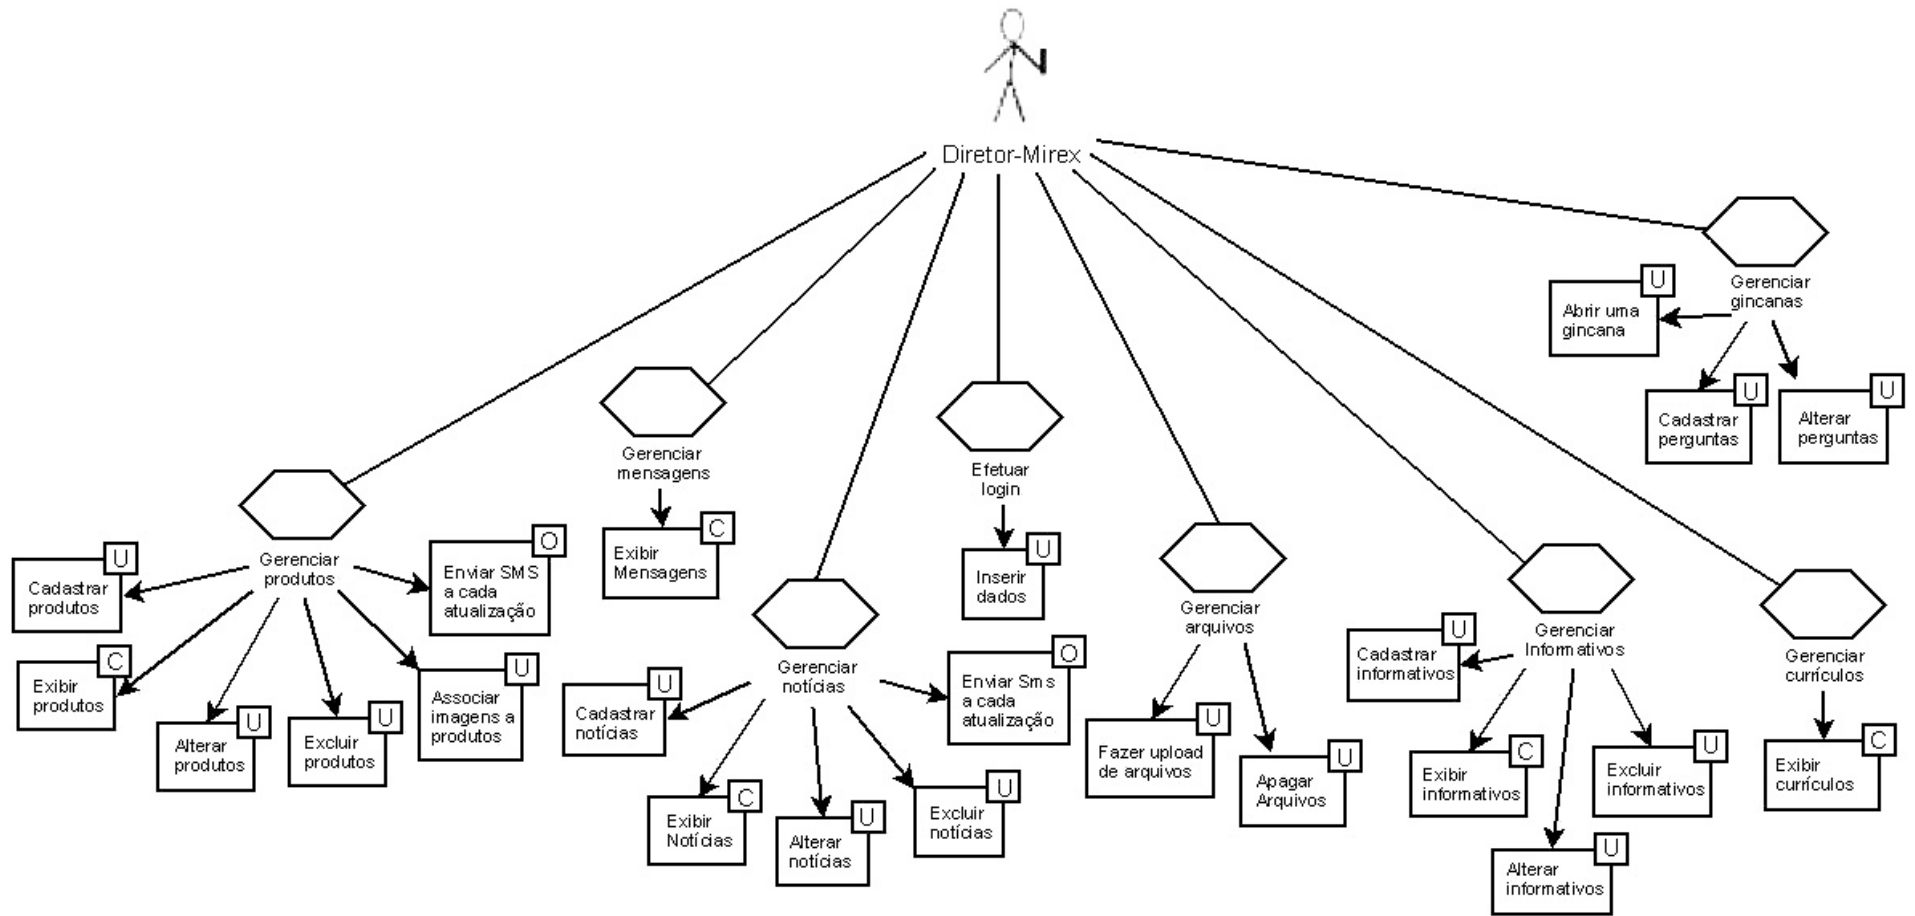 Diretor-Mirex
Gerenciar
gincanas
U
Abrir uma
gincana
U
Cadastrar
perguntas
U
Alterar
perguntas
Gerenciar
mensagens
C
Exibir
Mensagens
Efetuar
login
U
Inserir
dados
Gerenciar
produtos
U
Cadastrar
produtos
C
Exibir
produtos
U
Alterar
produtos
U
Excluir
produtos
U
Associar
imagens a
produtos
O
Enviar SMS
a cada
atualização
Gerenciar
notícias
U
Cadastrar
notícias
C
Exibir
Notícias
U
Alterar
notícias
U
Excluir
notícias
O
Enviar Sms
a cada
atualização
Gerenciar
arquivos
U
Fazer upload
de arquivos
U
Apagar
Arquivos
Gerenciar
Informativos
U
Cadastrar
informativos
C
Exibir
informativos
U
Alterar
informativos
U
Excluir
informativos
Gerenciar
currículos
C
Exibir
currículos